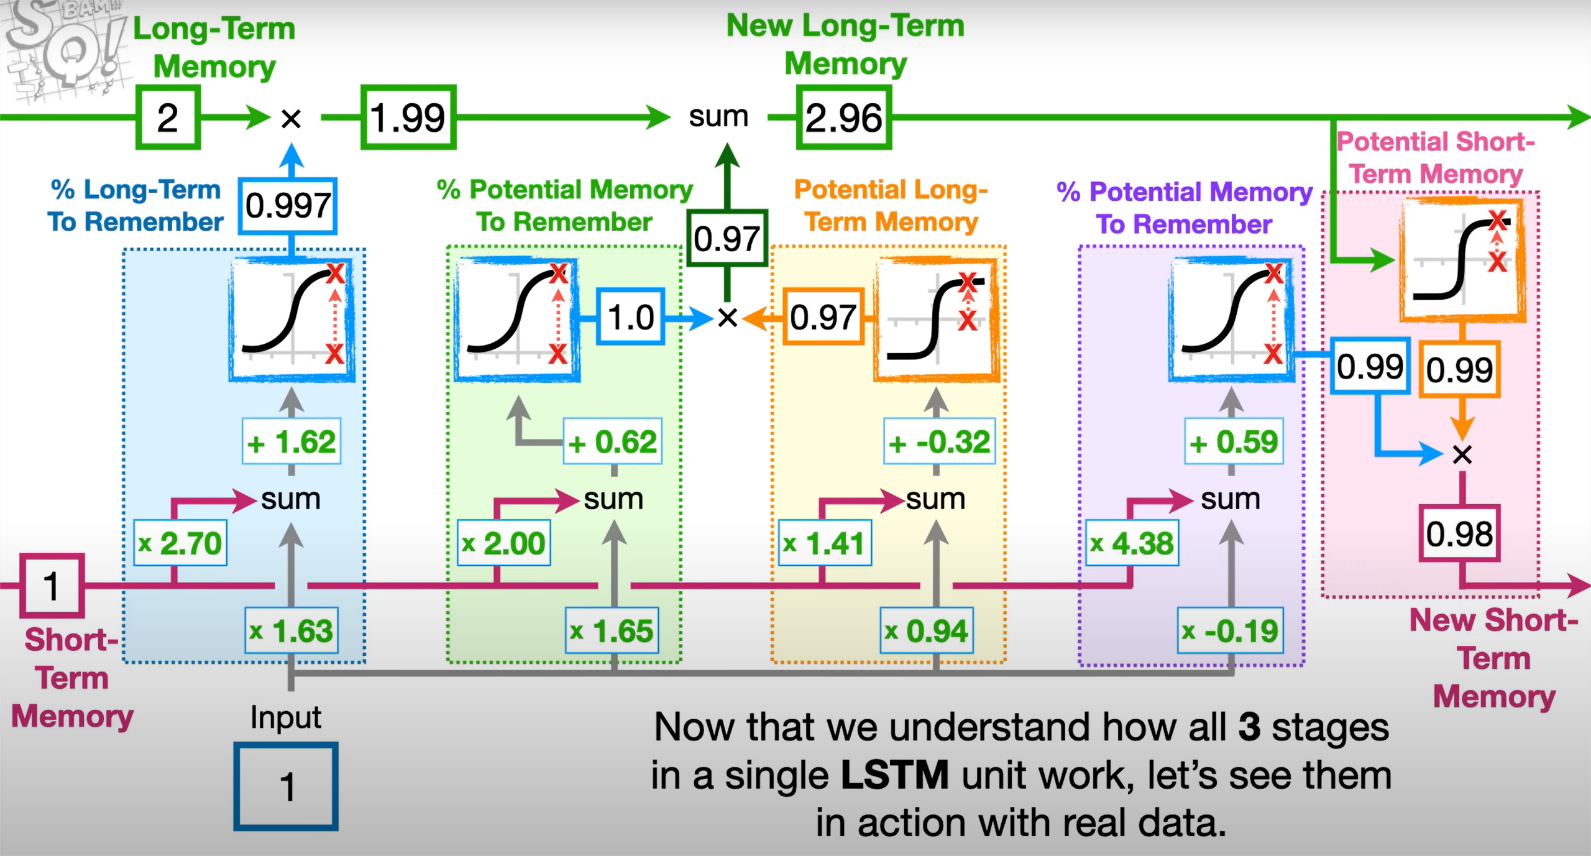 SQ!
BAM!!
Long-Term
Memory
New Long-Term
Memory
2
×
1.99
sum
2.96
Potential Short-
Term Memory
% Long-Term
To Remember
0.997
% Potential Memory
To Remember
0.97
Potential Long-
Term Memory
% Potential Memory
To Remember
1.0
×
0.97
0.99
0.99
+ 1.62
+ 0.62
+ -0.32
+ 0.59
×
sum
sum
sum
sum
x 2.70
x 2.00
x 1.41
x 4.38
0.98
1
x 1.63
x 1.65
x 0.94
x -0.19
Short-
Term
Memory
New Short-
Term
Memory
Input
1
Now that we understand how all 3 stages
in a single LSTM unit work, let's see them
in action with real data.